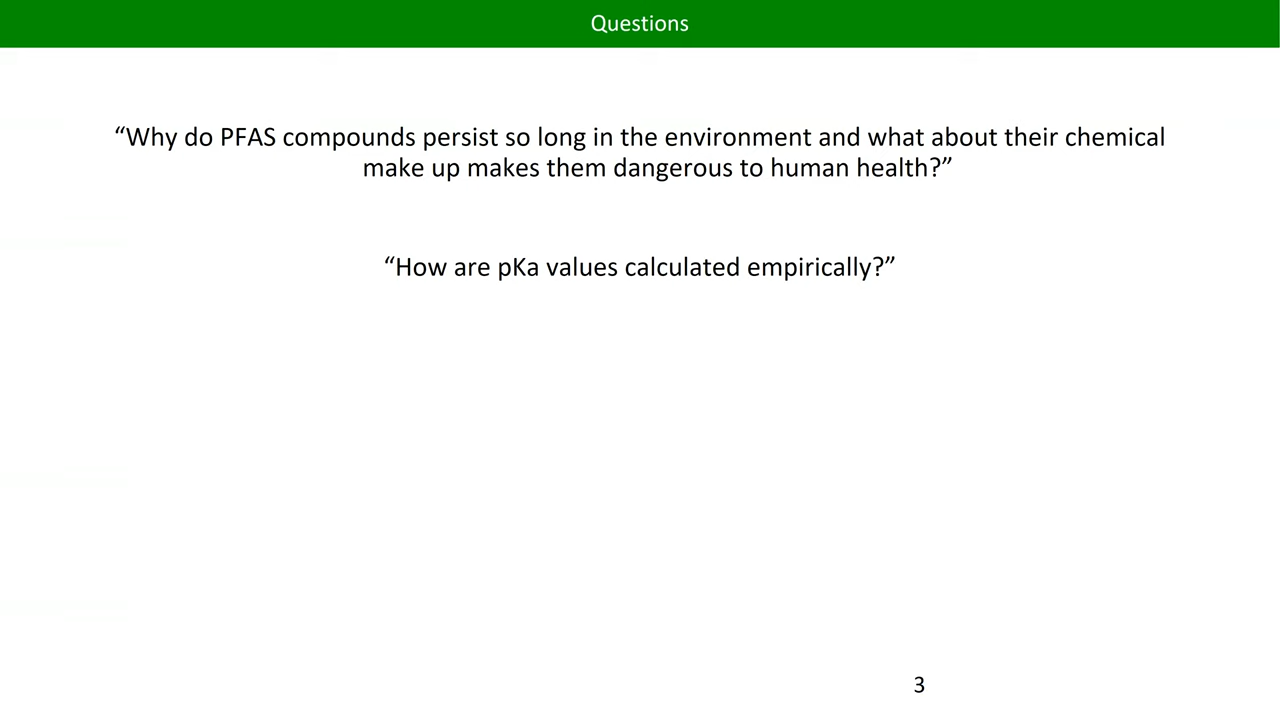 Questions
“Why do PFAS compounds persist so long in the environment and what about their chemical
make up makes them dangerous to human health?”
“How are pKa values calculated empirically?”
3